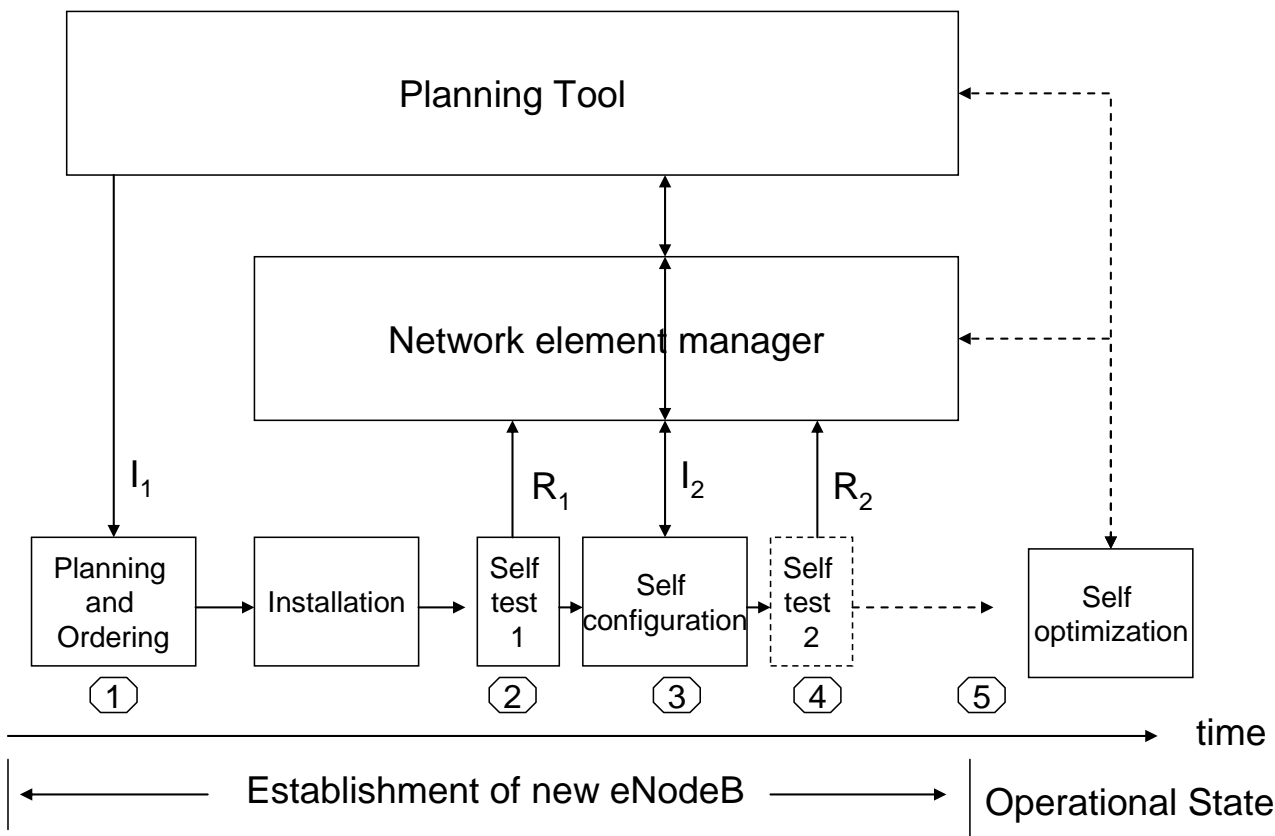 Planning Tool
Network element manager
I₁
R₁
I₂
R₂
Planning
and
Ordering
Installation
Self
test
1
Self
configuration
Self
test
2
Self
optimization
1
2
3
4
5
time
Establishment of new eNodeB
Operational State